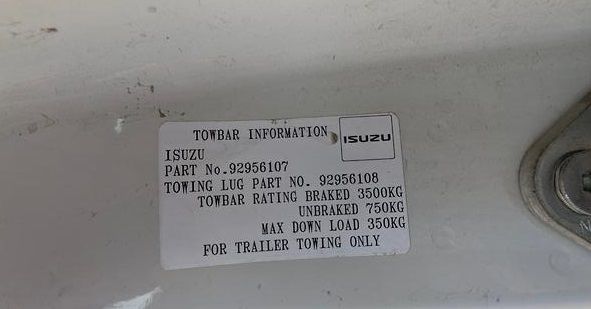 TOWBAR INFORMATION
ISUZU
ISUZU
PART No.92956107
TOWING LUG PART NO. 92956108
TOWBAR RATING BRAKED 3500KG
UNBRAKED 750KG
MAX DOWN LOAD 350KG
FOR TRAILER TOWING ONLY